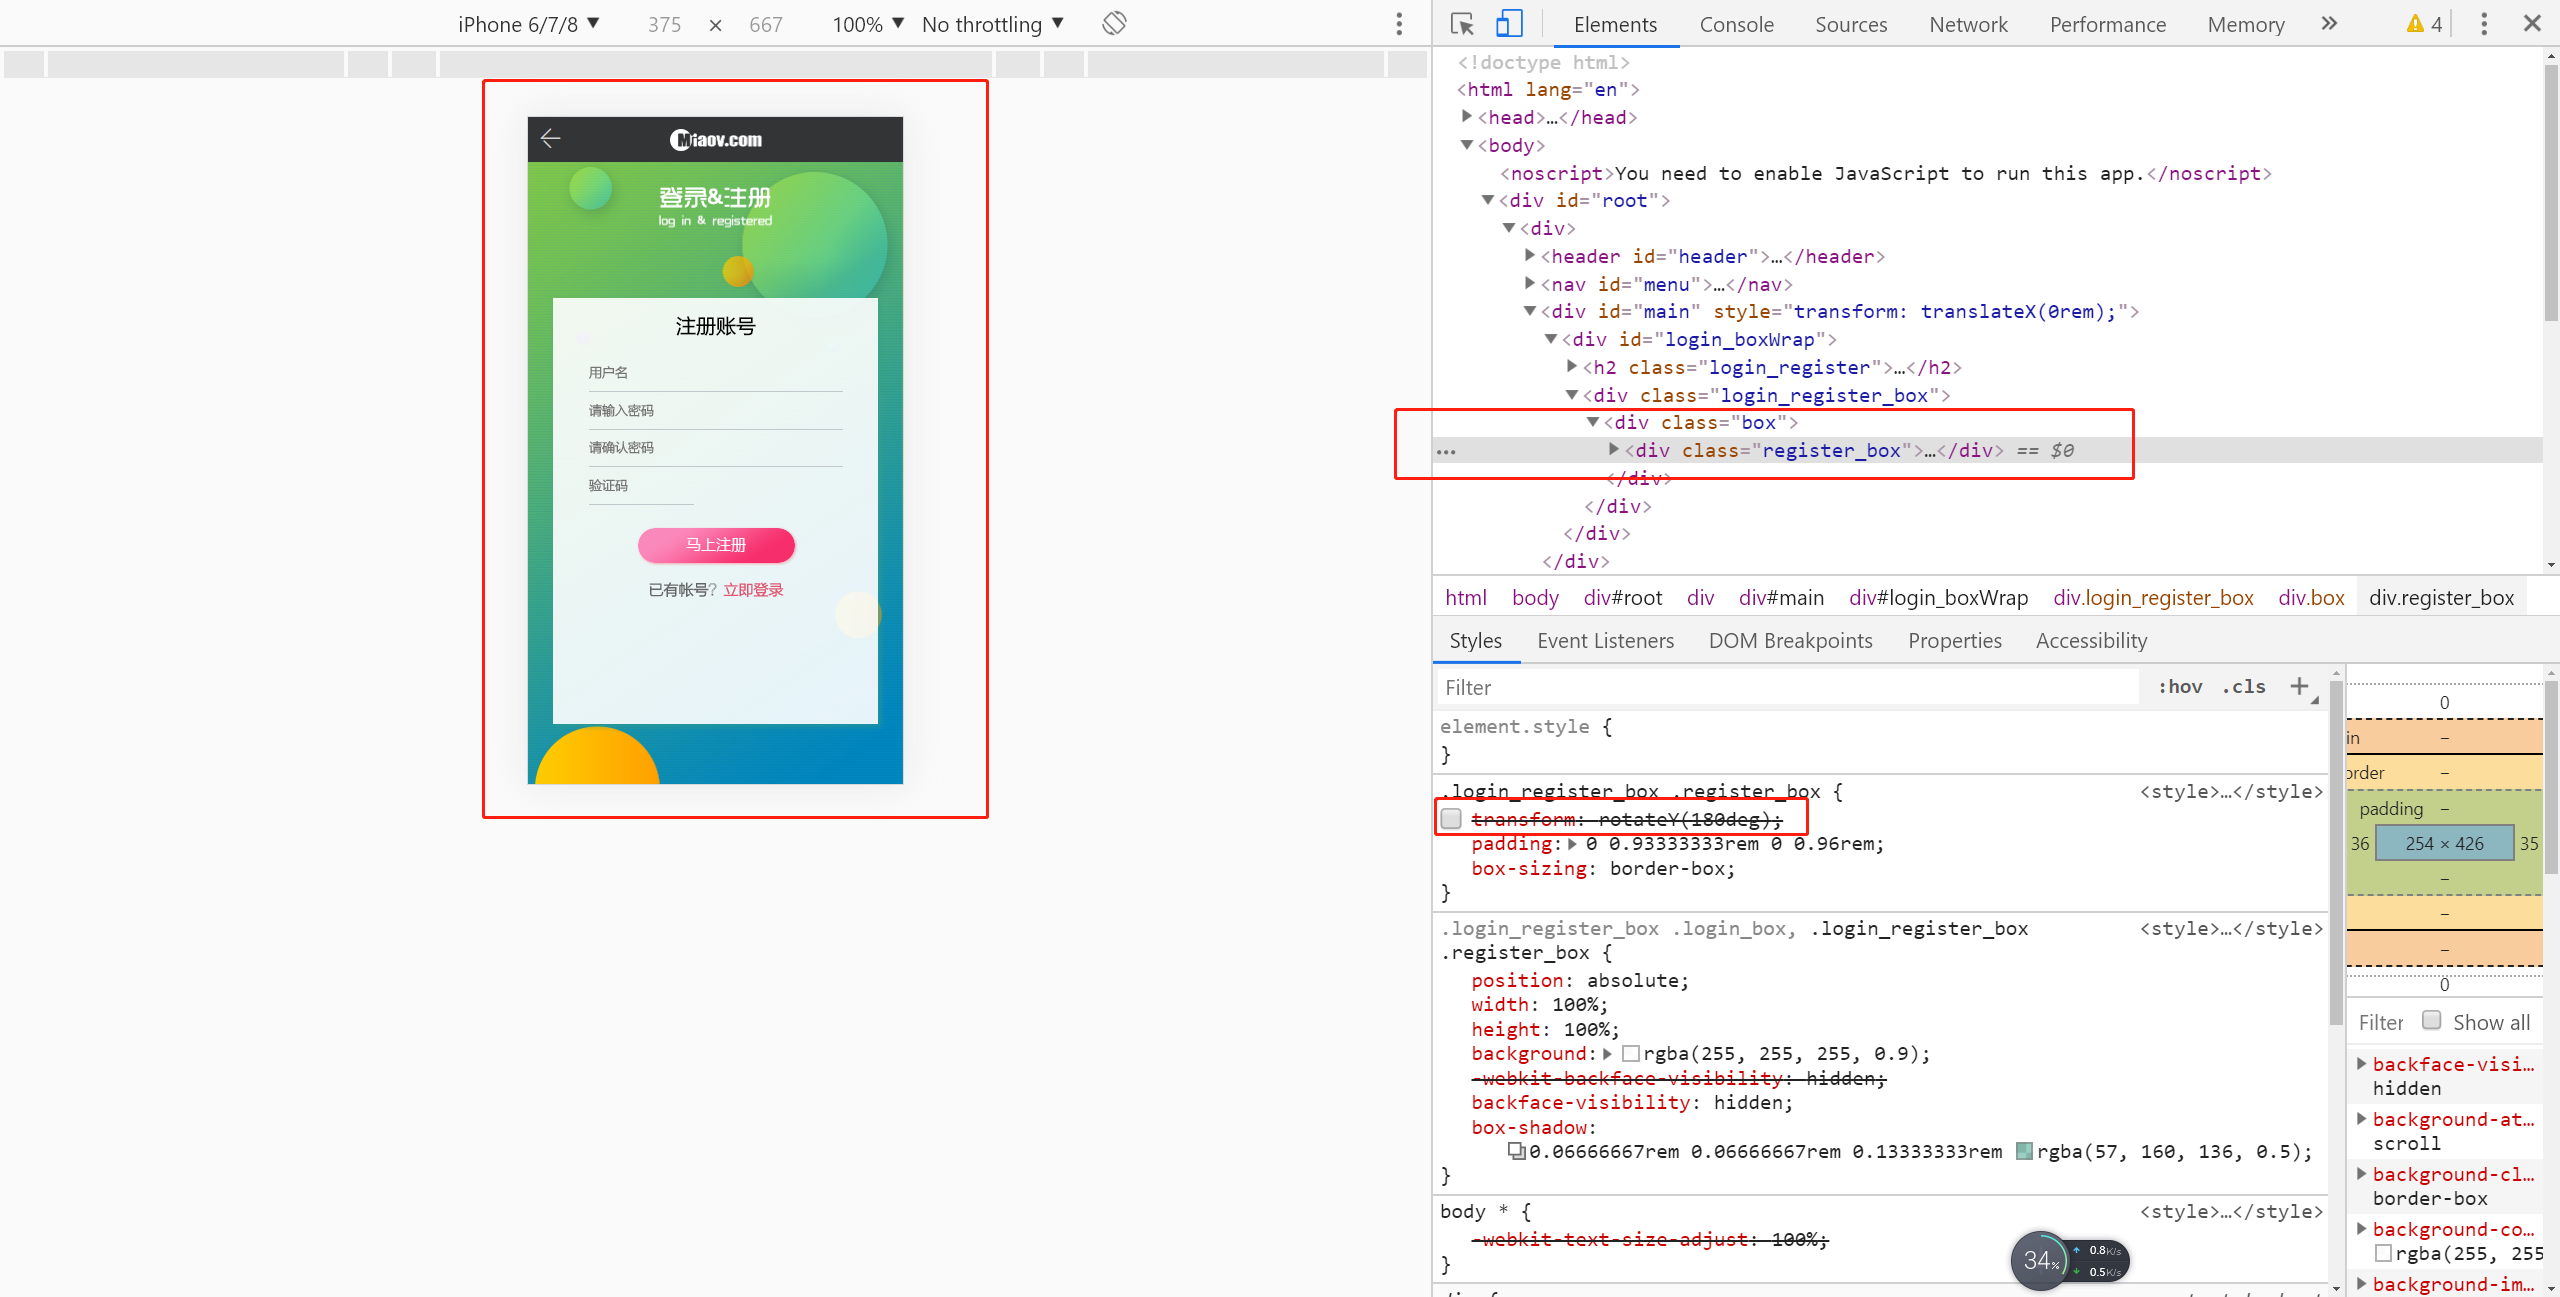 iPhone 6/7/8 ▼ 375 × 667 100% ▼ No throttling ▼
Miaov.com
登录&注册
log in & registered
注册账号
用户名
请输入密码
请确认密码
验证码
马上注册
已有帐号? 立即登录
Elements Console Sources Network Performance Memory » 4
<!doctype html>
<html lang="en">
<head>…</head>
<body>
<noscript>You need to enable JavaScript to run this app.</noscript>
<div id="root">
<div>
<header id="header">…</header>
<nav id="menu">…</nav>
<div id="main" style="transform: translateX(0rem);">
<div id="login_boxWrap">
<h2 class="login_register">…</h2>
<div class="login_register_box">
<div class="box">
… <div class="register_box">…</div> == $0
</div>
</div>
</div>
</div>
html body div#root div div#main div#login_boxWrap div.login_register_box div.box div.register_box
Styles Event Listeners DOM Breakpoints Properties Accessibility
Filter :hov .cls +
element.style {
}
.login_register_box .register_box { <style>…</style>
transform: rotateY(180deg);
padding: 0 0.93333333rem 0 0.96rem;
box-sizing: border-box;
}
.login_register_box .login_box, .login_register_box <style>…</style>
.register_box {
position: absolute;
width: 100%;
height: 100%;
background: rgba(255, 255, 255, 0.9);
-webkit-backface-visibility: hidden;
backface-visibility: hidden;
box-shadow:
0.06666667rem 0.06666667rem 0.13333333rem rgba(57, 160, 136, 0.5);
}
body * { <style>…</style>
-webkit-text-size-adjust: 100%;
}
34% 0.8K/s
0.5K/s
0
in –
order –
padding –
36 254 × 426 35
–
–
–
0
Filter Show all
backface-visi…
hidden
background-at…
scroll
background-cl…
border-box
background-co…
rgba(255, 255
background-im…